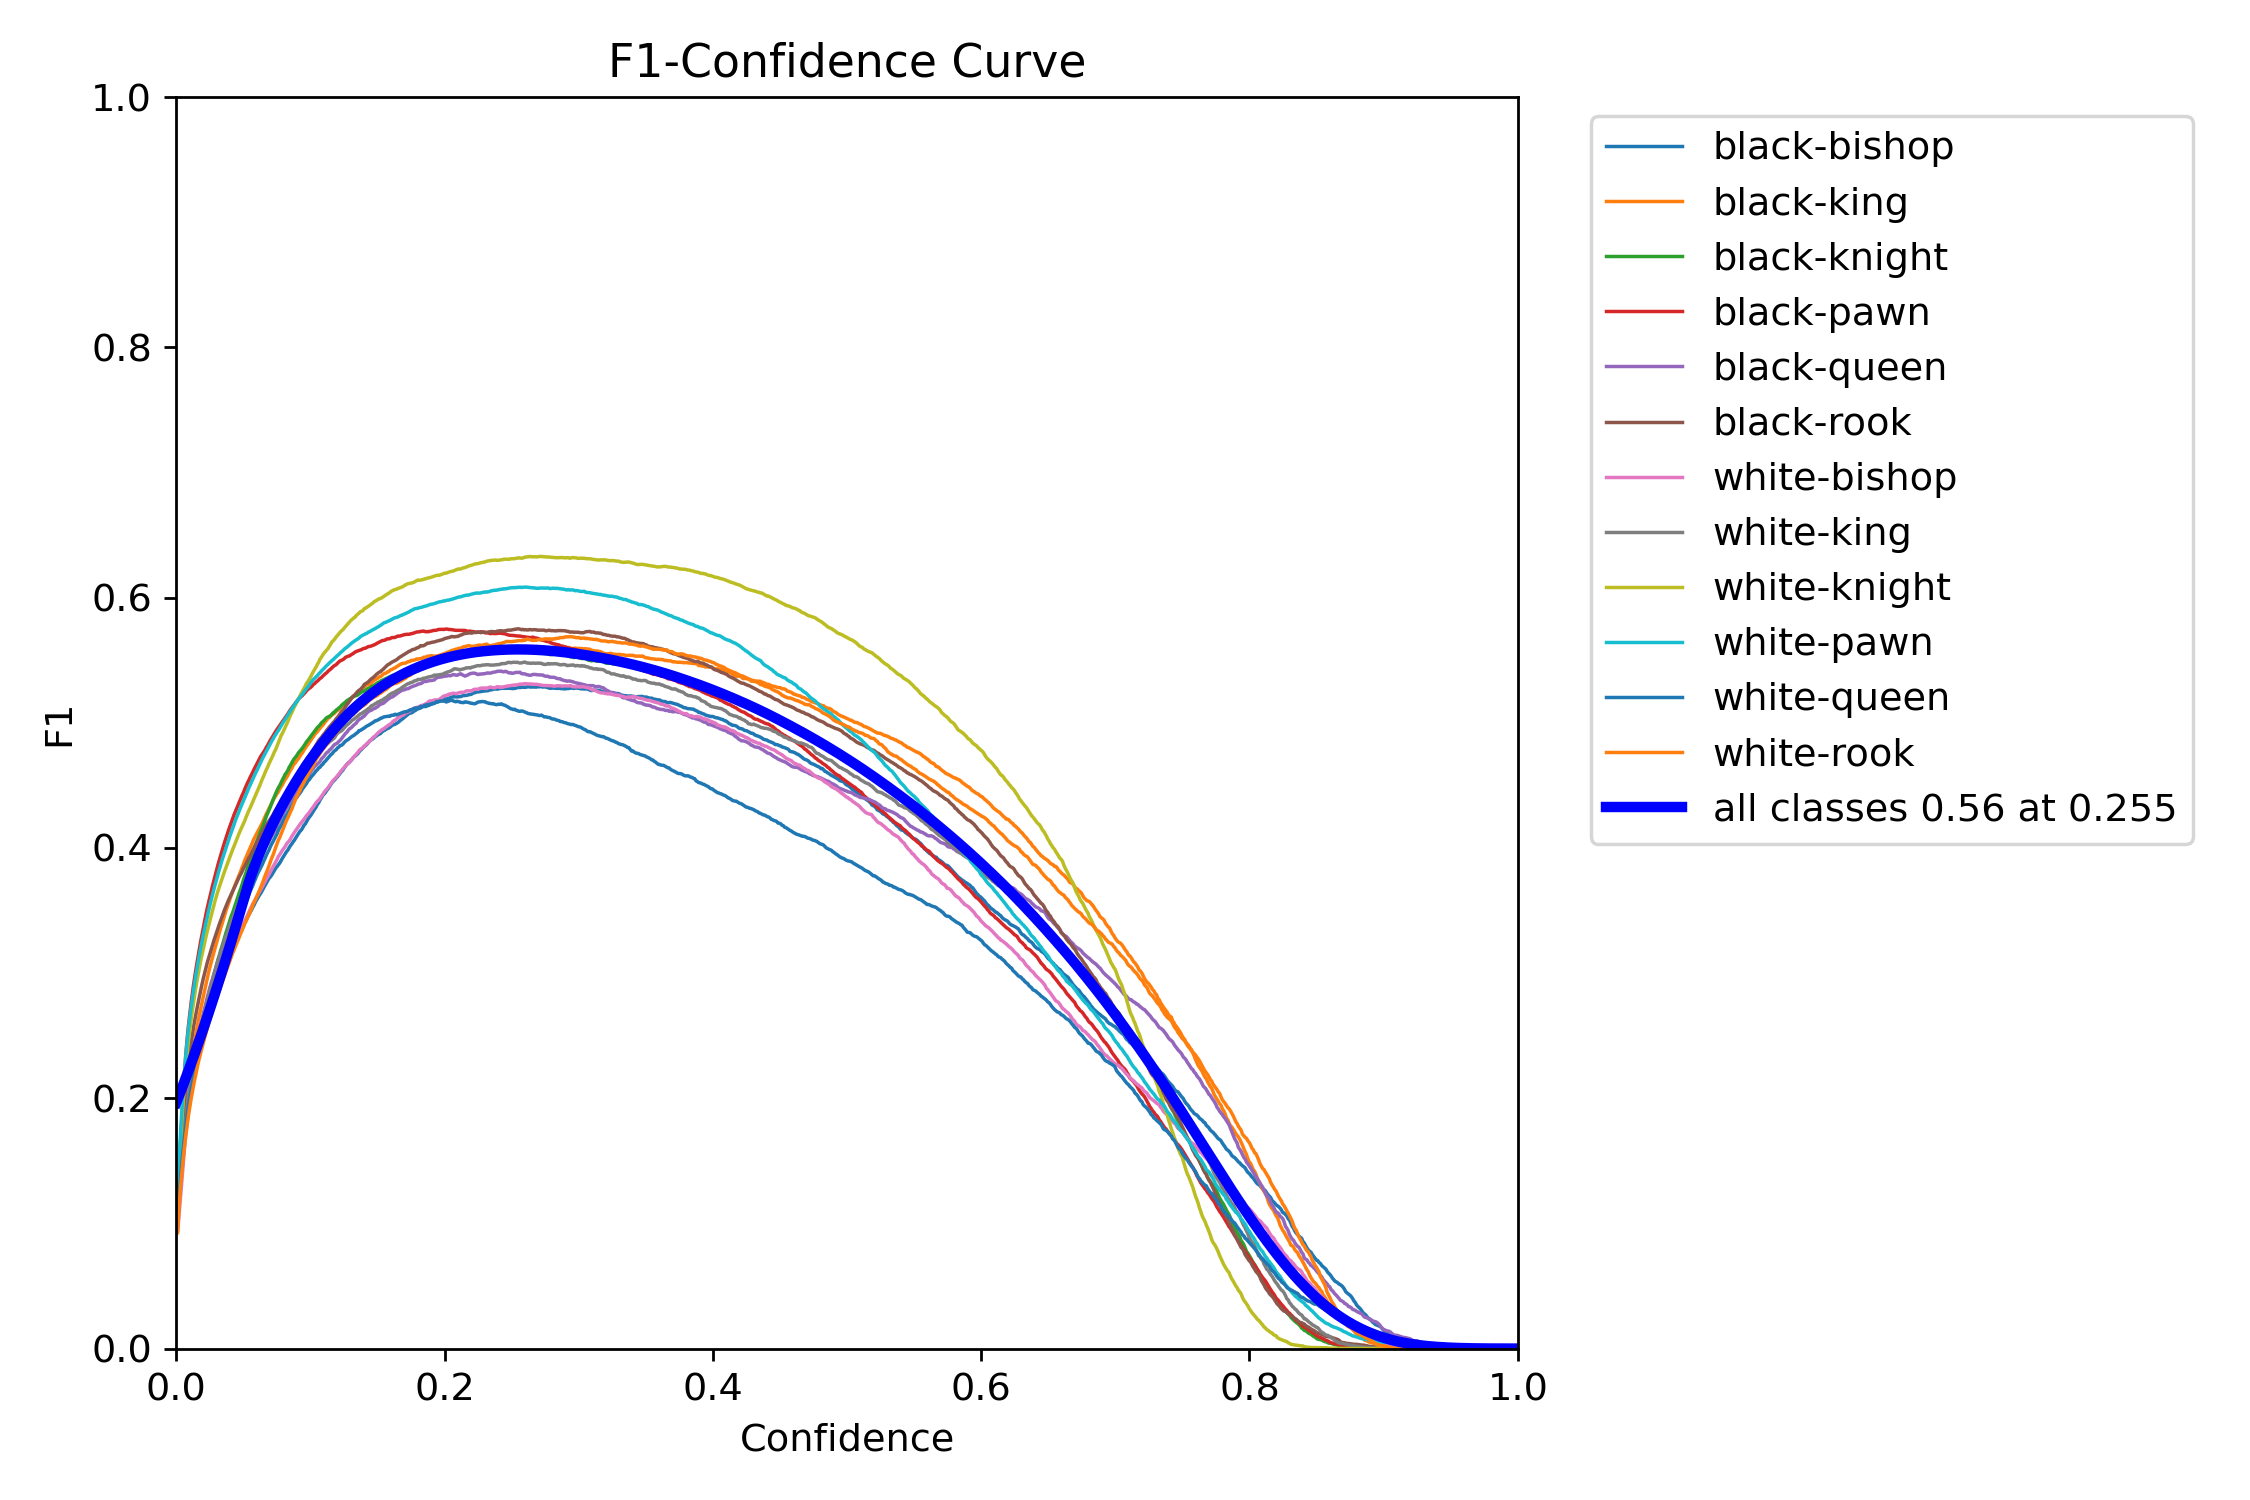 F1-Confidence Curve
1.0
0.8
0.6
0.4
0.2
0.0
F1
0.0 0.2 0.4 0.6 0.8 1.0
Confidence
black-bishop
black-king
black-knight
black-pawn
black-queen
black-rook
white-bishop
white-king
white-knight
white-pawn
white-queen
white-rook
all classes 0.56 at 0.255